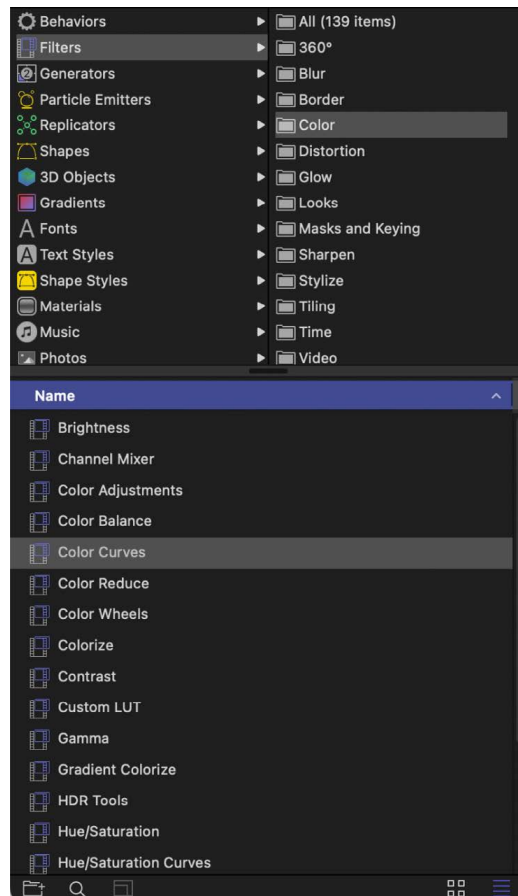 Behaviors
Filters
Generators
Particle Emitters
Replicators
Shapes
3D Objects
Gradients
Fonts
Text Styles
Shape Styles
Materials
Music
Photos
All (139 items)
360°
Blur
Border
Color
Distortion
Glow
Looks
Masks and Keying
Sharpen
Stylize
Tiling
Time
Video
Name
Brightness
Channel Mixer
Color Adjustments
Color Balance
Color Curves
Color Reduce
Color Wheels
Colorize
Contrast
Custom LUT
Gamma
Gradient Colorize
HDR Tools
Hue/Saturation
Hue/Saturation Curves